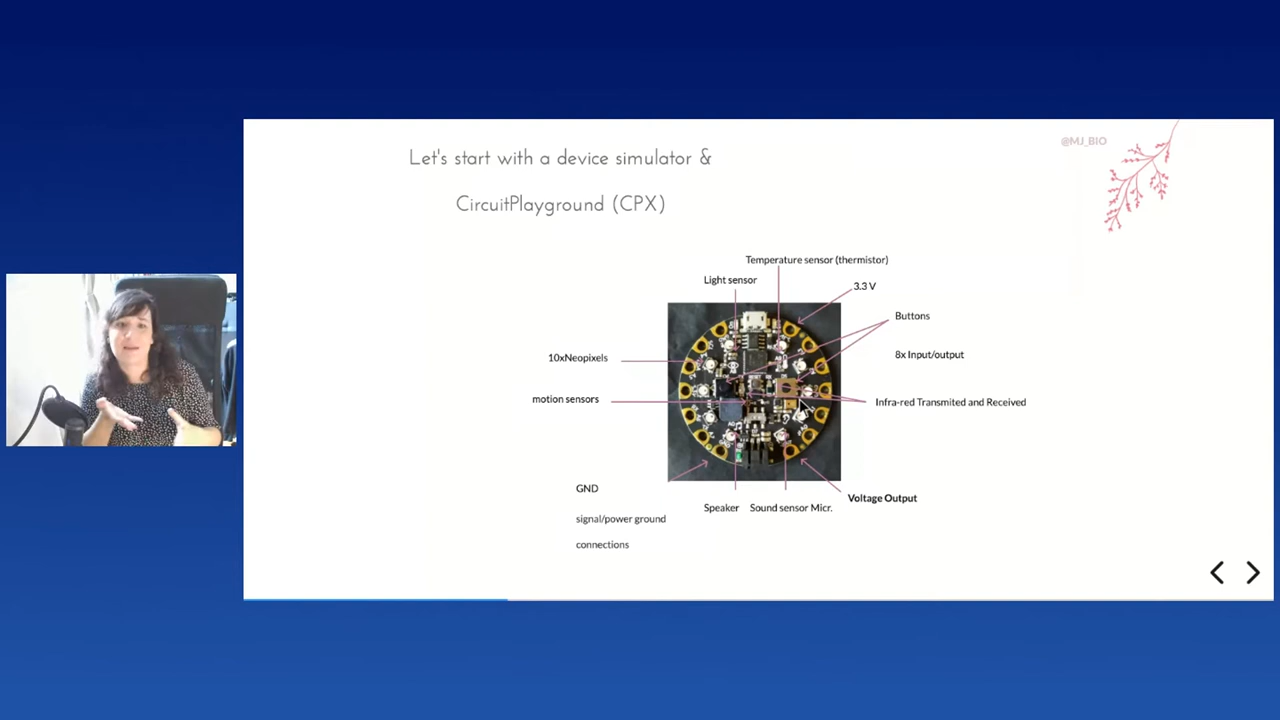 @MJ_BIO
Let's start with a device simulator &
CircuitPlayground (CPX)
Temperature sensor (thermistor)
Light sensor
3.3 V
Buttons
8x Input/output
10xNeopixels
motion sensors
Infra-red Transmited and Received
GND
signal/power ground
connections
Speaker
Sound sensor Micr.
Voltage Output